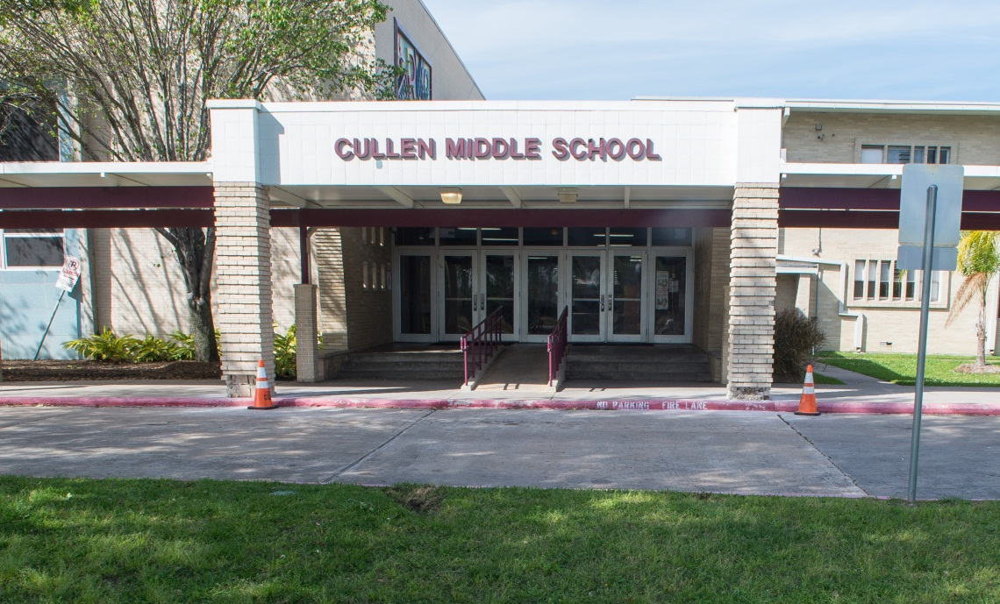 CULLEN MIDDLE SCHOOL
NO PARKING FIRE LANE